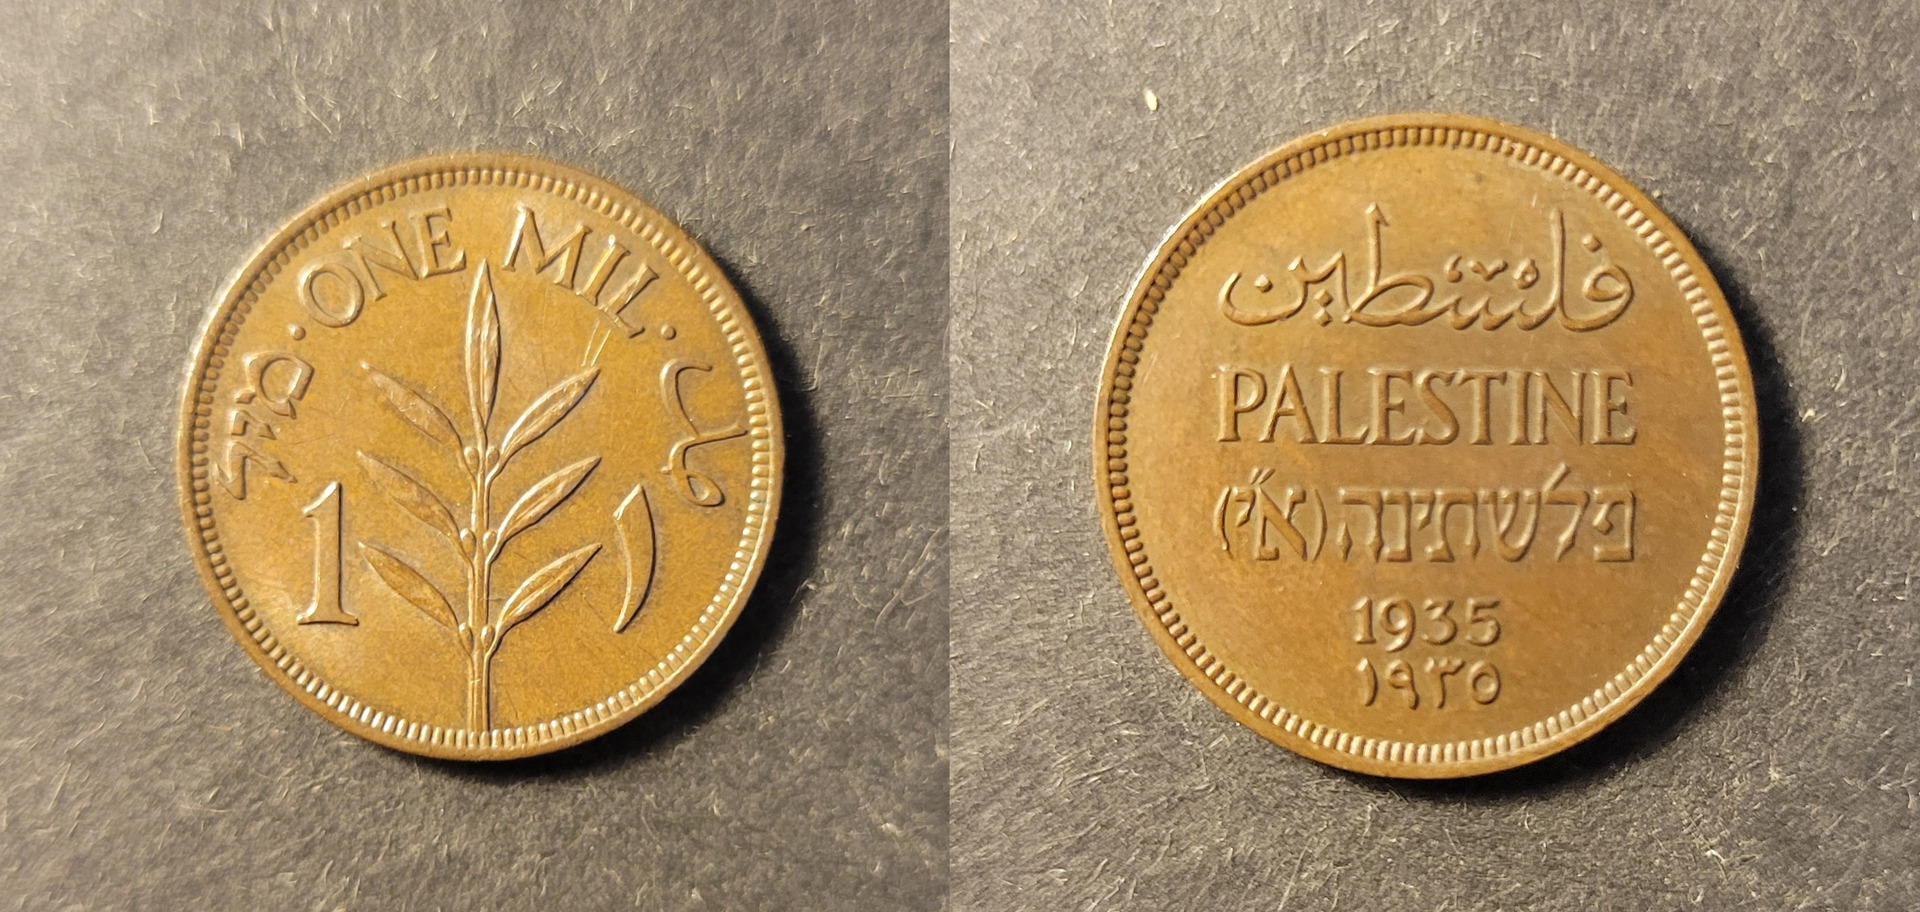 מיל · ONE MIL · مل
1 ١
فلسطين
PALESTINE
פלשתינה (א״י)
1935
١٩٣٥